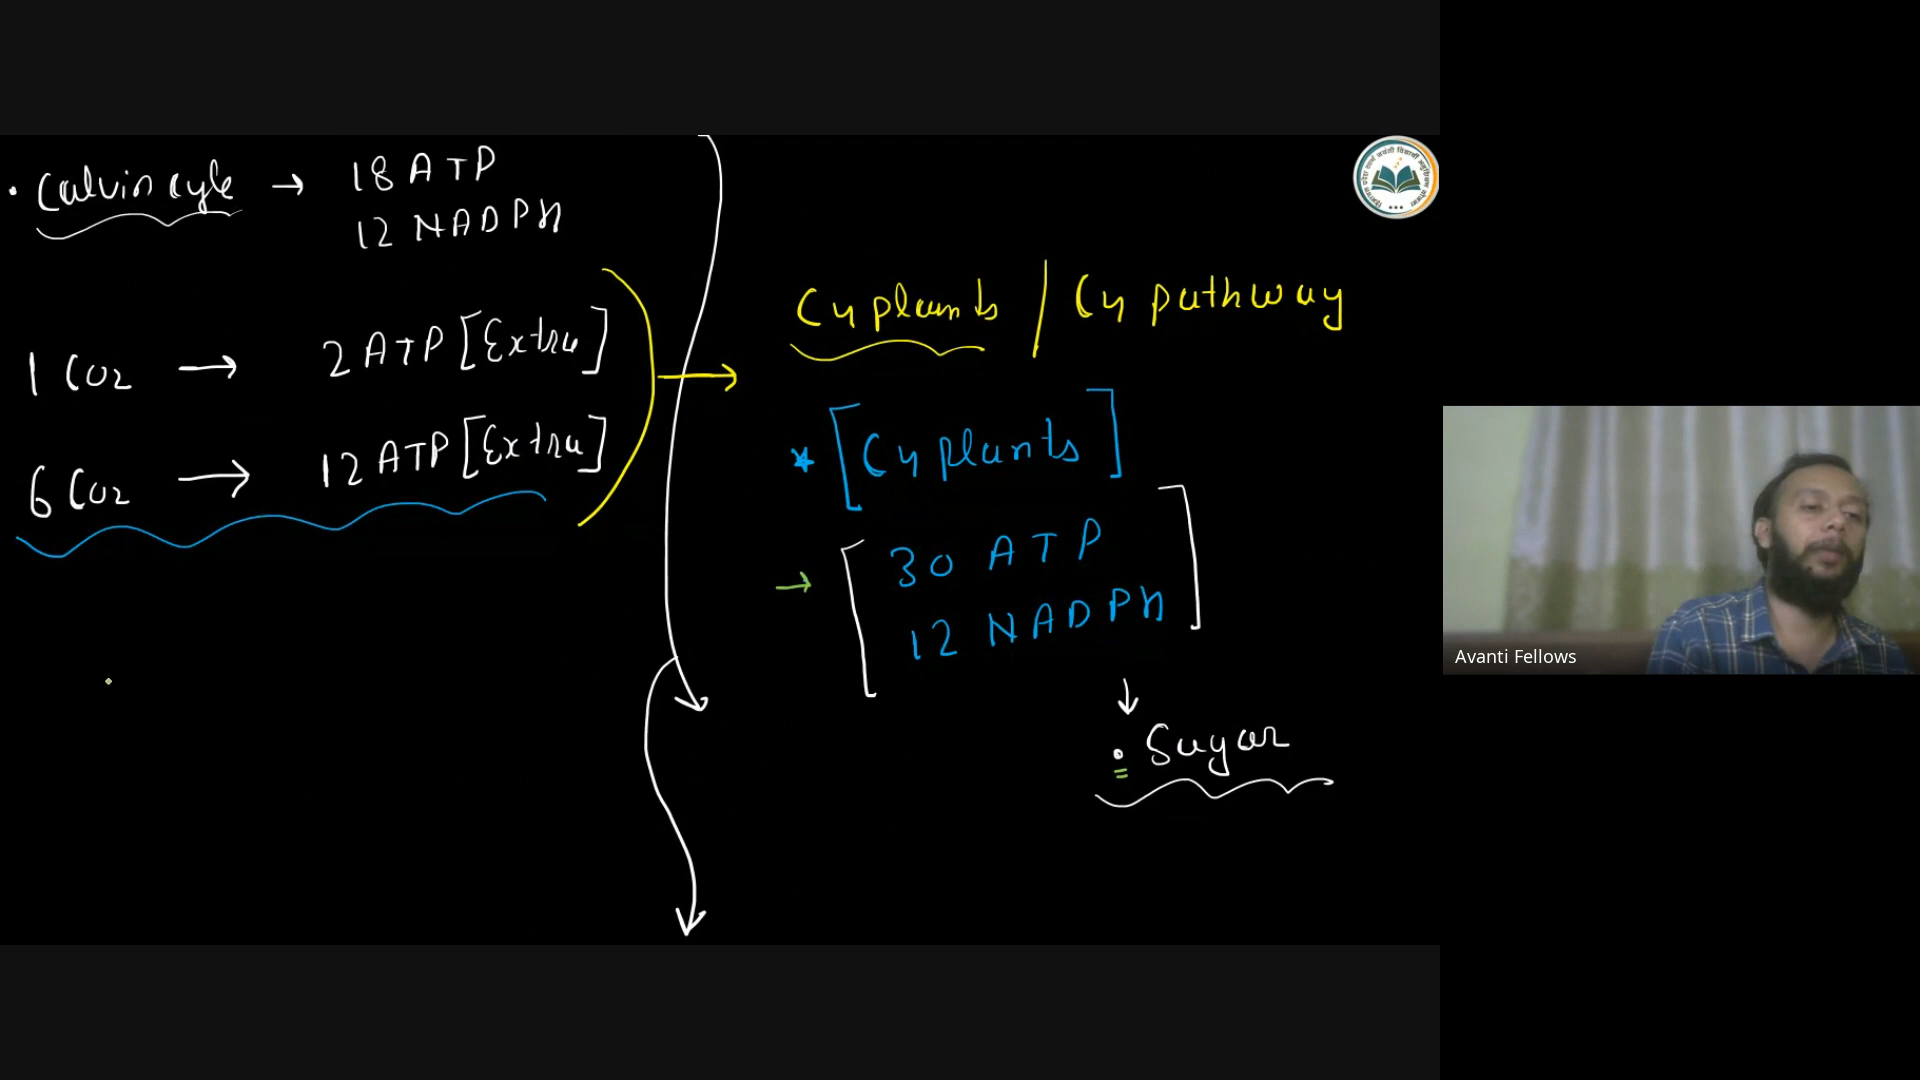 • Calvin cyle → 18 ATP
12 NADPH
1 CO2 → 2 ATP [Extra]
6 CO2 → 12 ATP [Extra]
C4 plants / C4 pathway
* [C4 plants]
→ [30 ATP
12 NADPH]
↓
• Sugar
Avanti Fellows